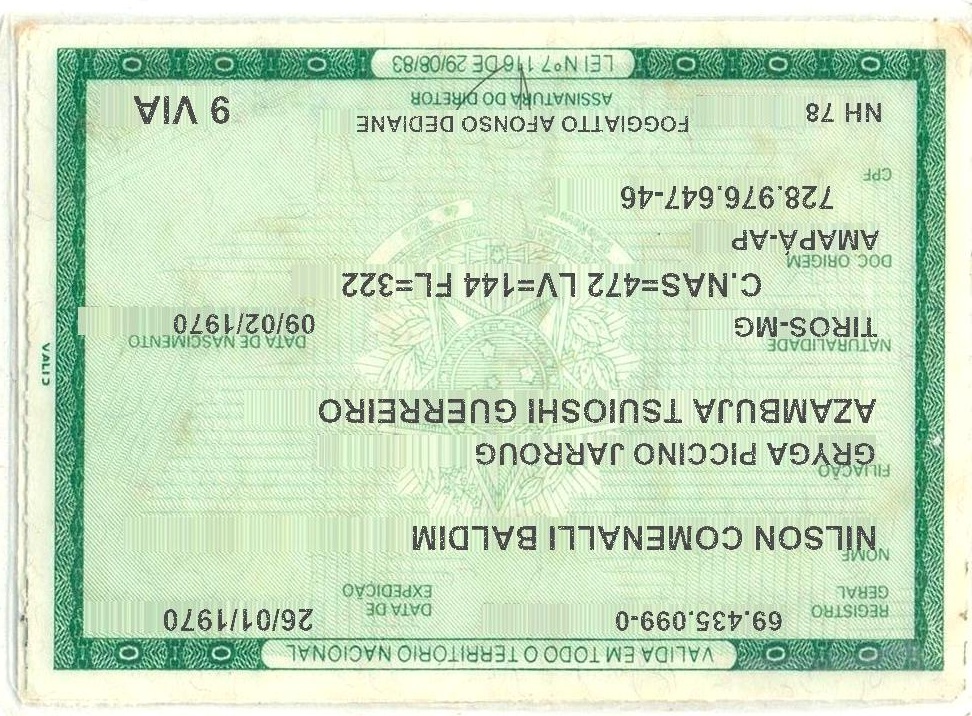 VALIDA EM TODO O TERRITÓRIO NACIONAL
REGISTRO GERAL 69.435.099-0 DATA DE EXPEDIÇÃO 26/01/1970
NOME
NILSON COMENALLI BALDIM
FILIAÇÃO
GRYGA PICCINO JARROUG
AZAMBUJA TSUIOSHI GUERREIRO
NATURALIDADE DATA DE NASCIMENTO
TIROS-MG 09/02/1970
C.NAS=472 LV=144 FL=322
DOC. ORIGEM
AMAPÁ-AP
728.976.647-46
CPF
NH 78 FOGGIATTO AFONSO DEDIANE 9 VIA
ASSINATURA DO DIRETOR
LEI Nº 7.116 DE 29/08/83